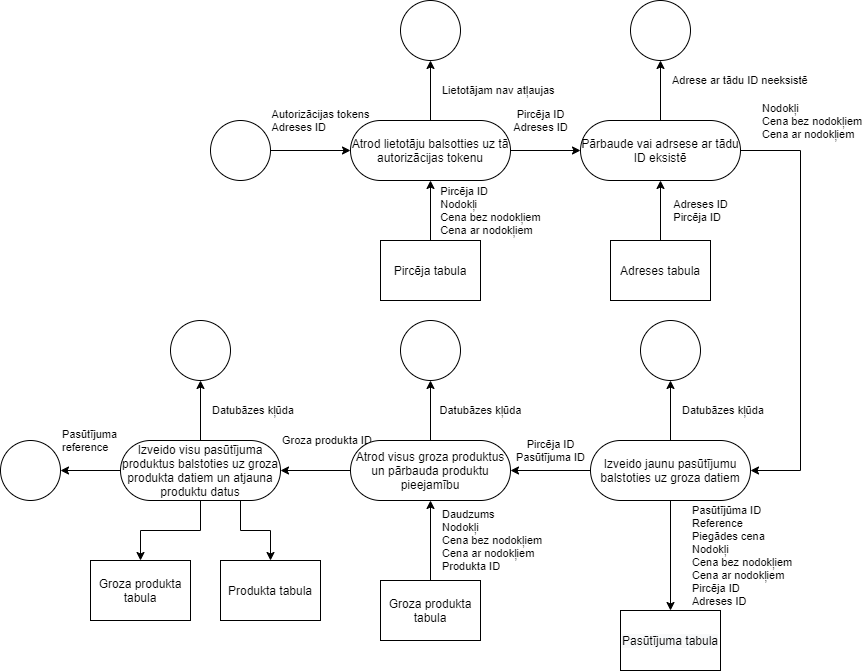 Lietotājam nav atļaujas
Adrese ar tādu ID neeksistē
Autorizācijas tokens
Adreses ID
Pircēja ID
Adreses ID
Nodokļi
Cena bez nodokļiem
Cena ar nodokļiem
Atrod lietotāju balsotties uz tā
autorizācijas tokenu
Pārbaude vai adrsese ar tādu
ID eksistē
Pircēja ID
Nodokļi
Cena bez nodokļiem
Cena ar nodokļiem
Adreses ID
Pircēja ID
Pircēja tabula
Adreses tabula
Datubāzes kļūda
Datubāzes kļūda
Datubāzes kļūda
Pasūtījuma
reference
Izveido visu pasūtījuma
produktus balstoties uz groza
produkta datiem un atjauna
produktu datus
Groza produkta ID
Atrod visus groza produktus
un pārbauda produktu
pieejamību
Pircēja ID
Pasūtījuma ID
Izveido jaunu pasūtījumu
balstoties uz groza datiem
Daudzums
Nodokļi
Cena bez nodokļiem
Cena ar nodokļiem
Produkta ID
Pasūtījūma ID
Reference
Piegādes cena
Nodokļi
Cena bez nodokļiem
Cena ar nodokļiem
Pircēja ID
Adreses ID
Groza produkta
tabula
Produkta tabula
Groza produkta
tabula
Pasūtījuma tabula